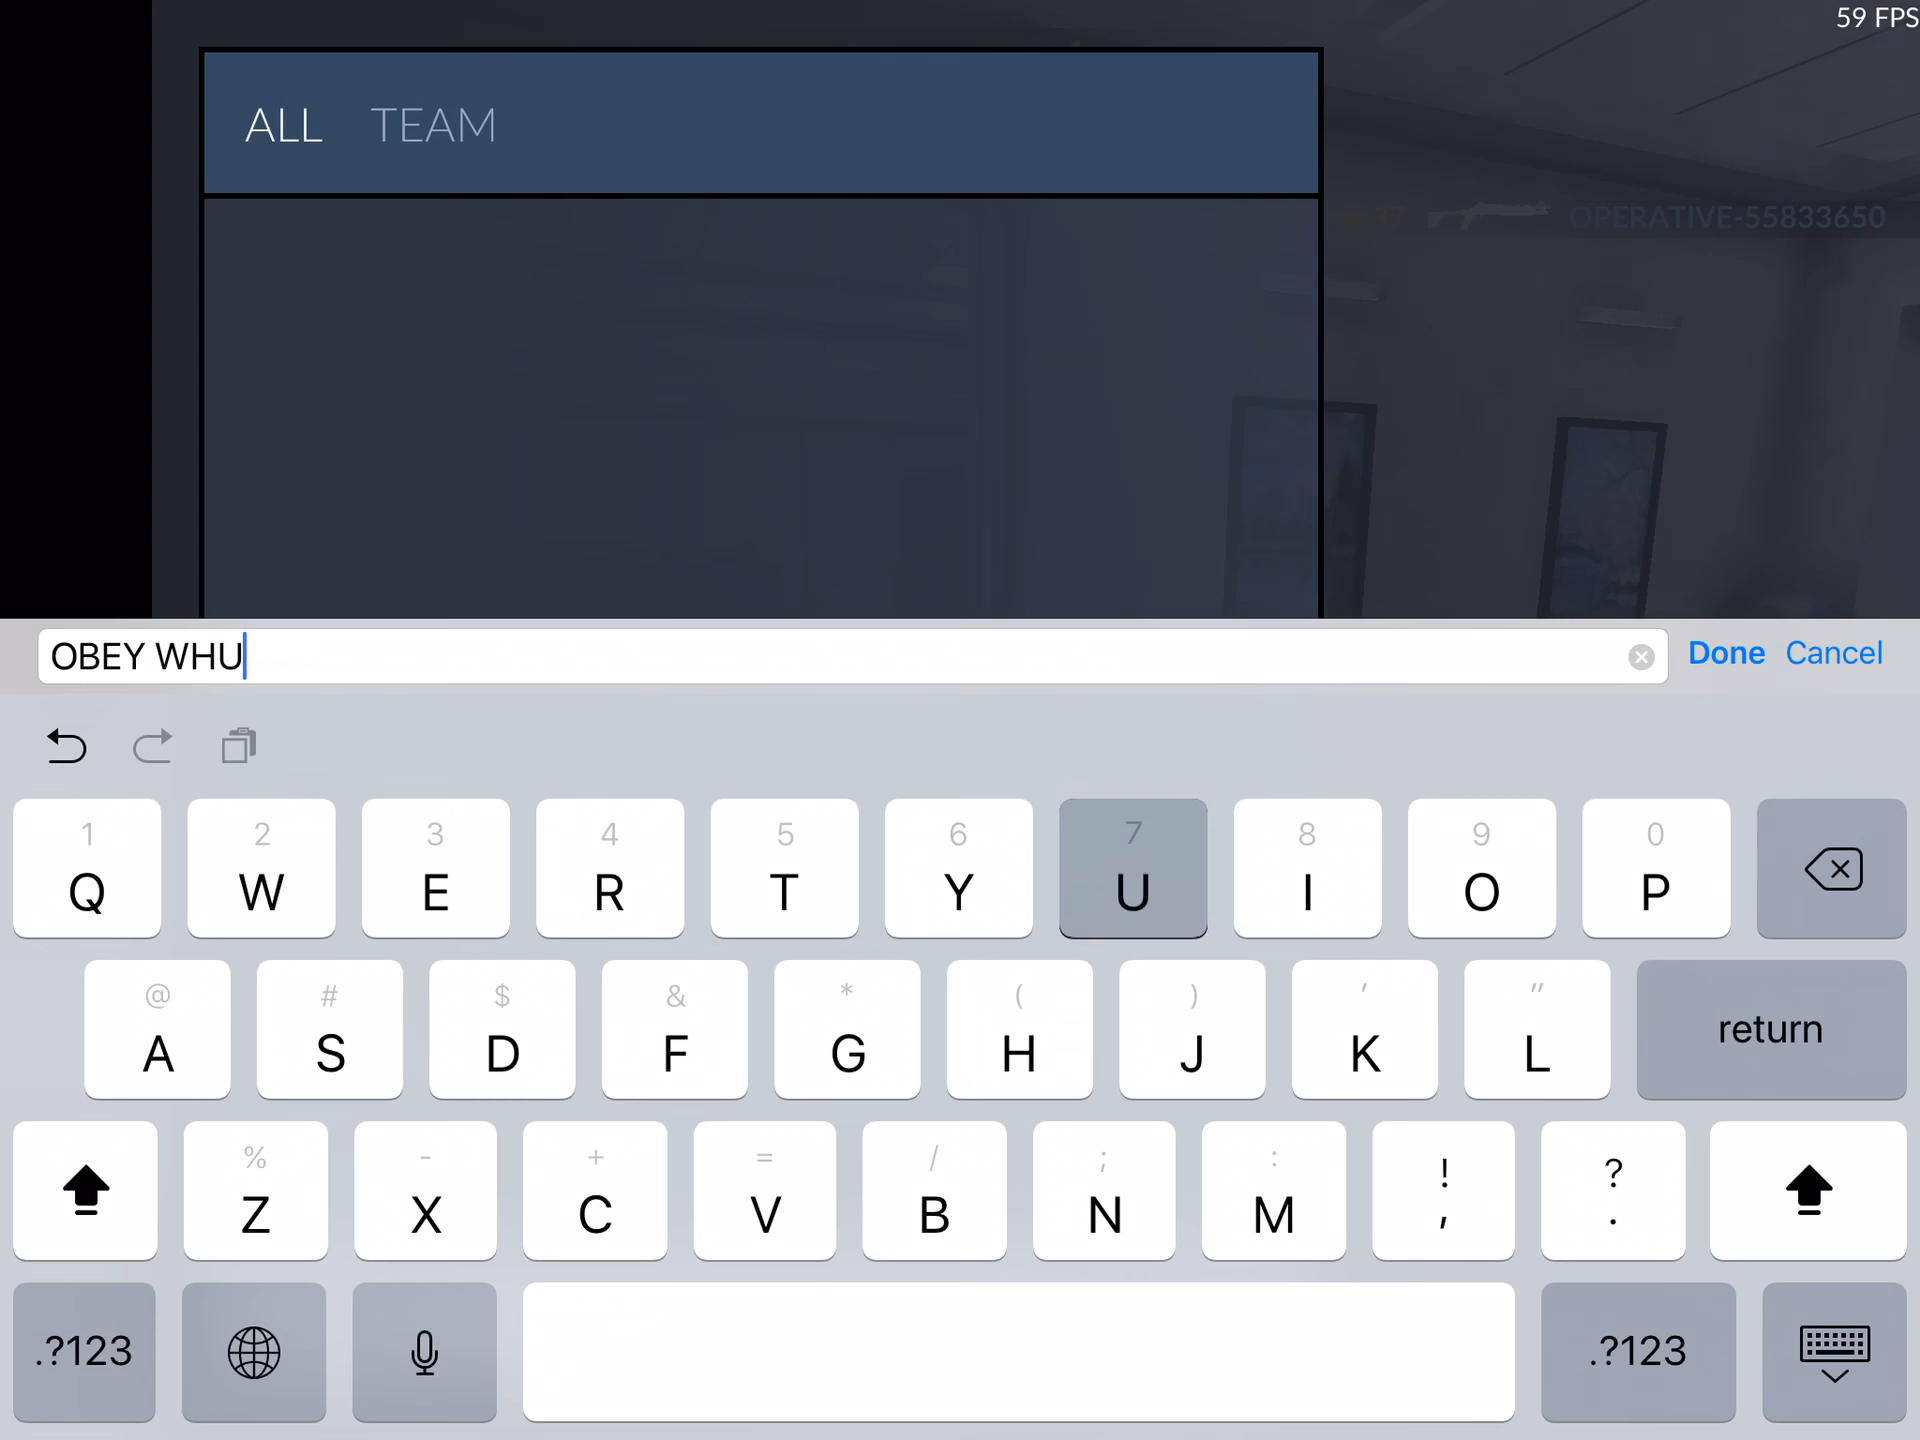 59 FPS
ALL TEAM
OPERATIVE-55833650
OBEY WHU
Done Cancel
1 2 3 4 5 6 7 8 9 0
Q W E R T Y U I O P
@ # $ & * ( ) ' "
A S D F G H J K L return
% - + = / ; : ! ?
Z X C V B N M , .
.?123 .?123